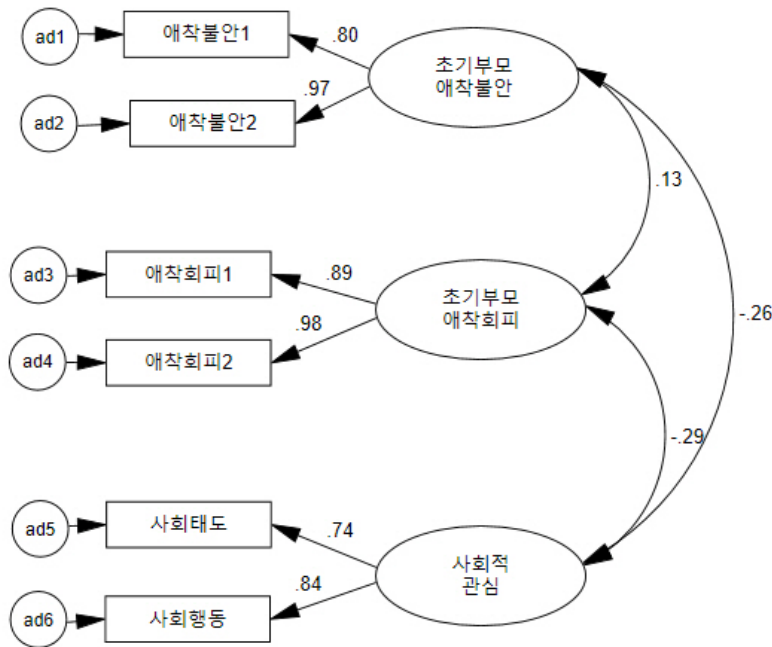 ad1
애착불안1
.80
초기부모
애착불안
ad2
애착불안2
.97
.13
ad3
애착회피1
.89
초기부모
애착회피
-.26
ad4
애착회피2
.98
-.29
ad5
사회태도
.74
사회적
관심
ad6
사회행동
.84